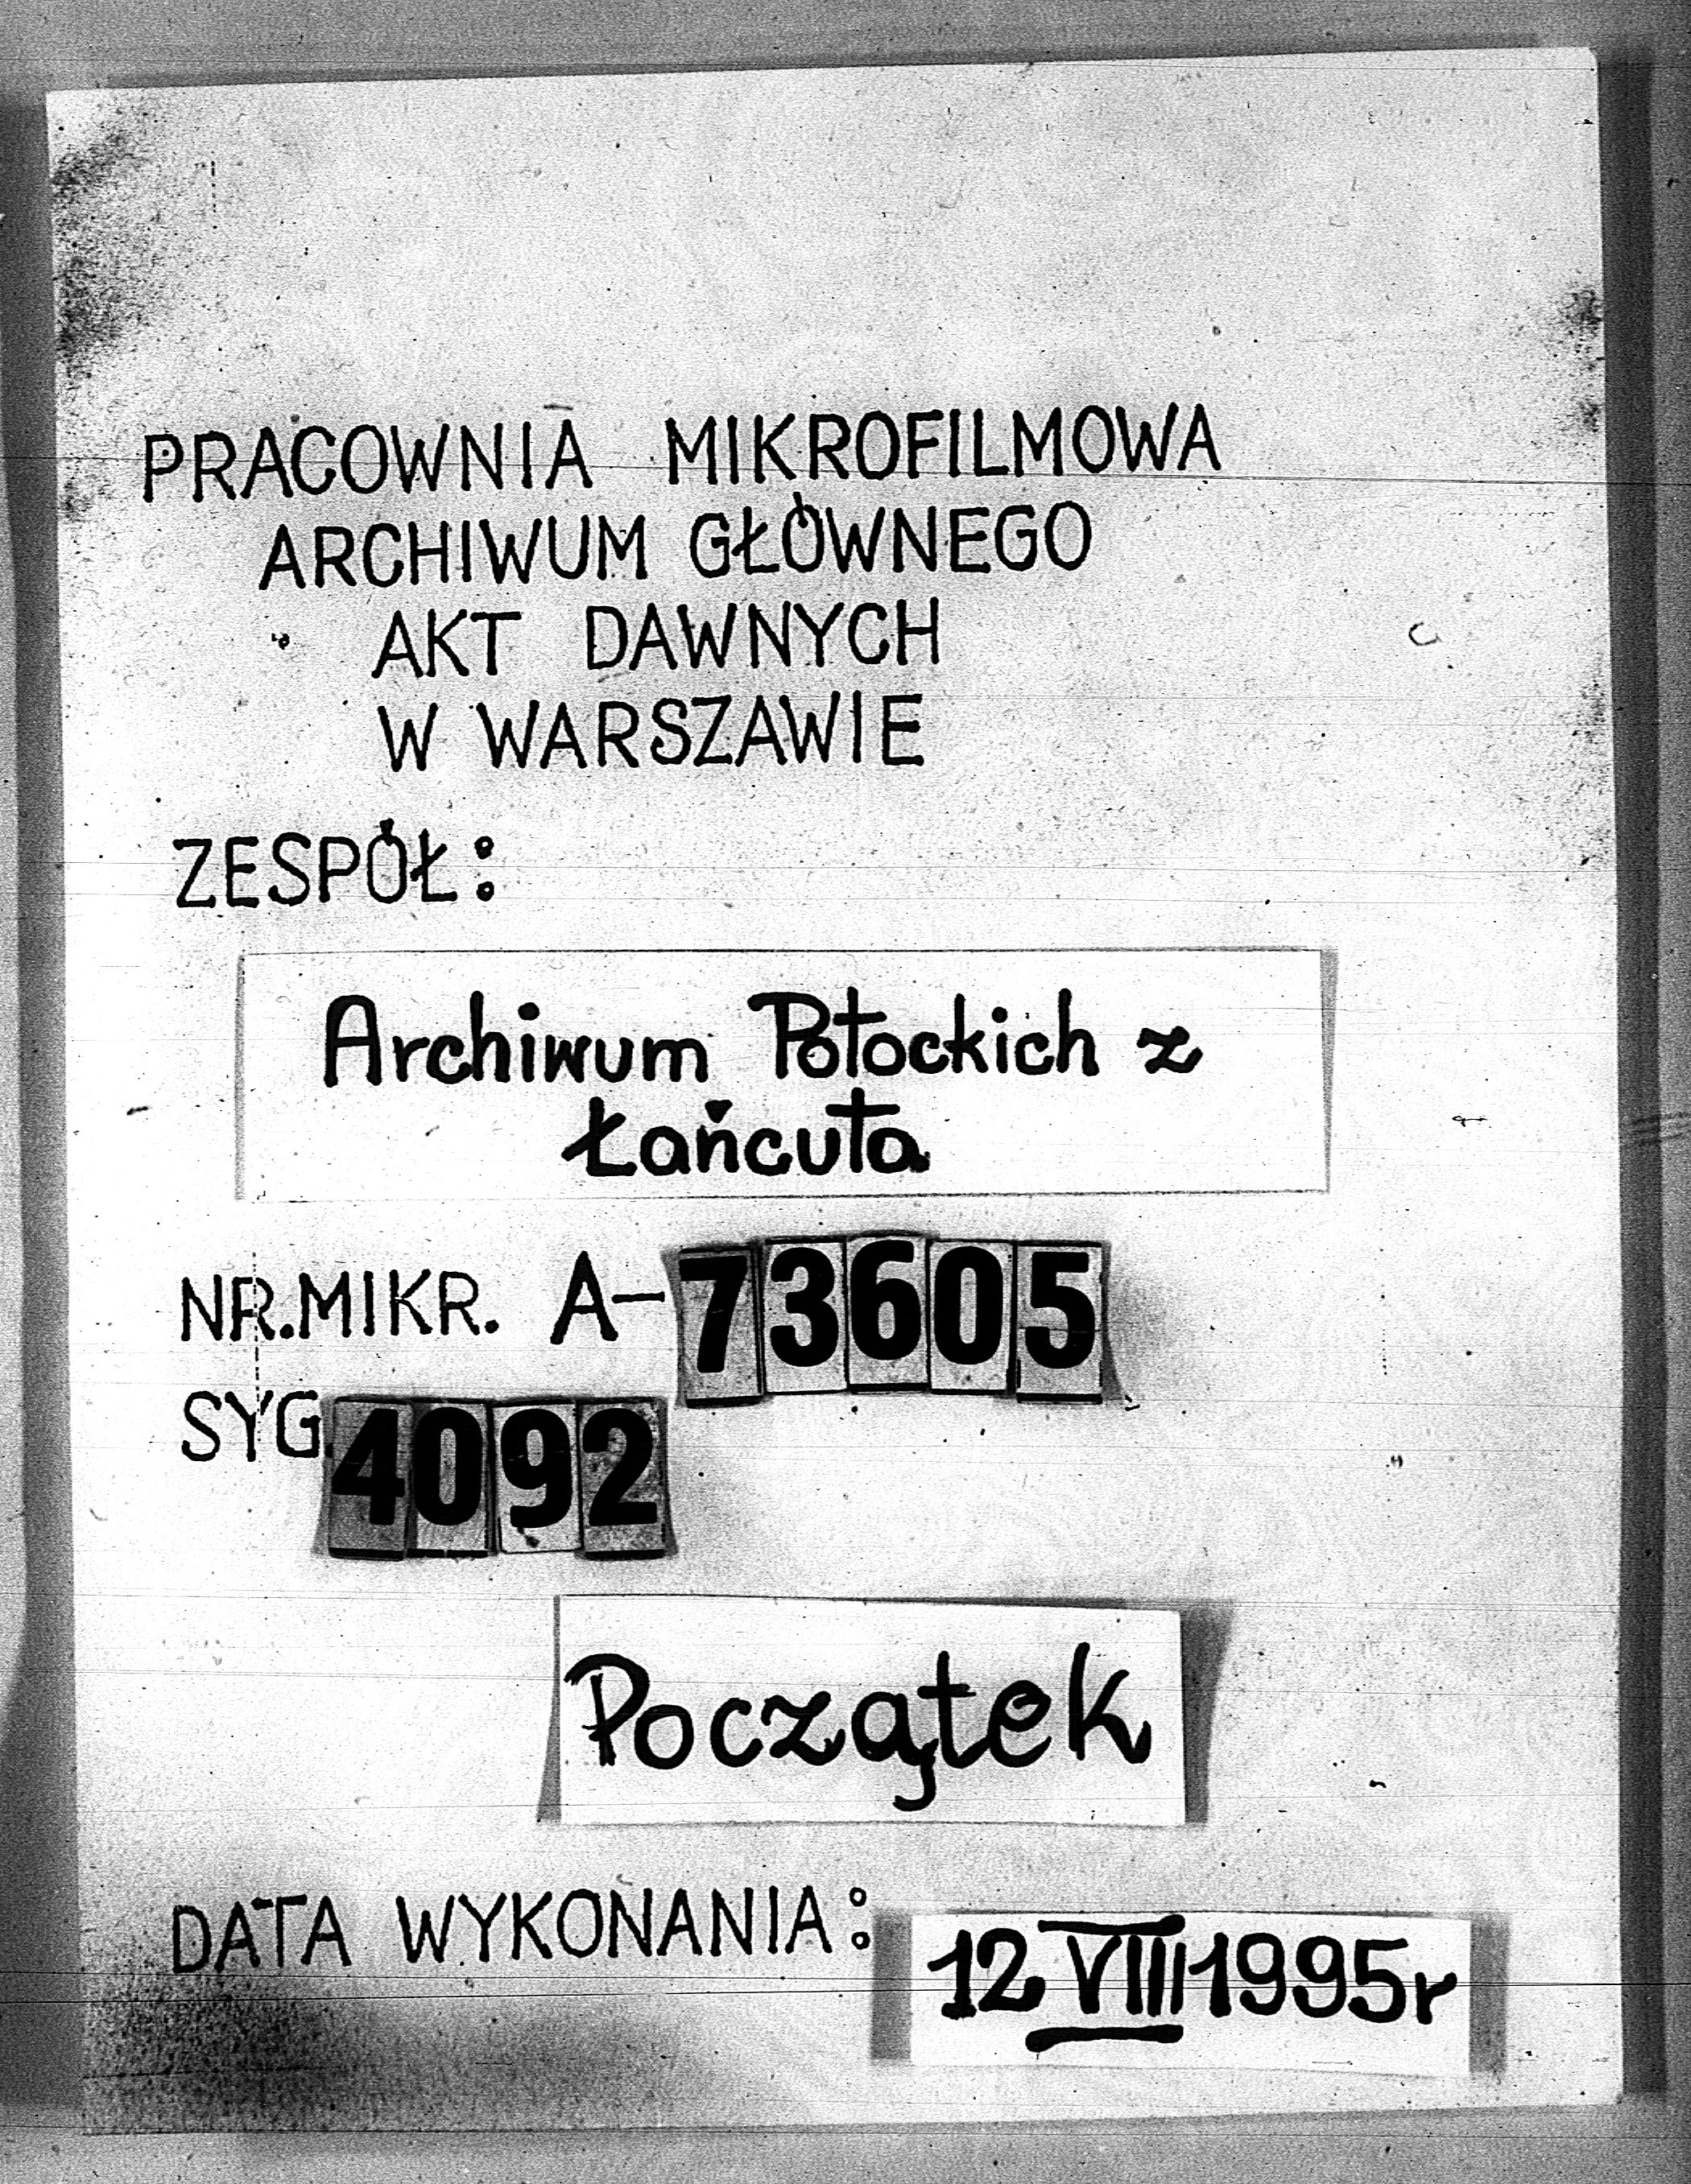 PRACOWNIA MIKROFILMOWA
ARCHIWUM GŁÓWNEGO
AKT DAWNYCH
W WARSZAWIE
ZESPÓŁ:
Archiwum Potockich z
Łańcuta
NR.MIKR. A-73605
SYG.4092
Początek
DATA WYKONANIA: 12 VIII 1995r